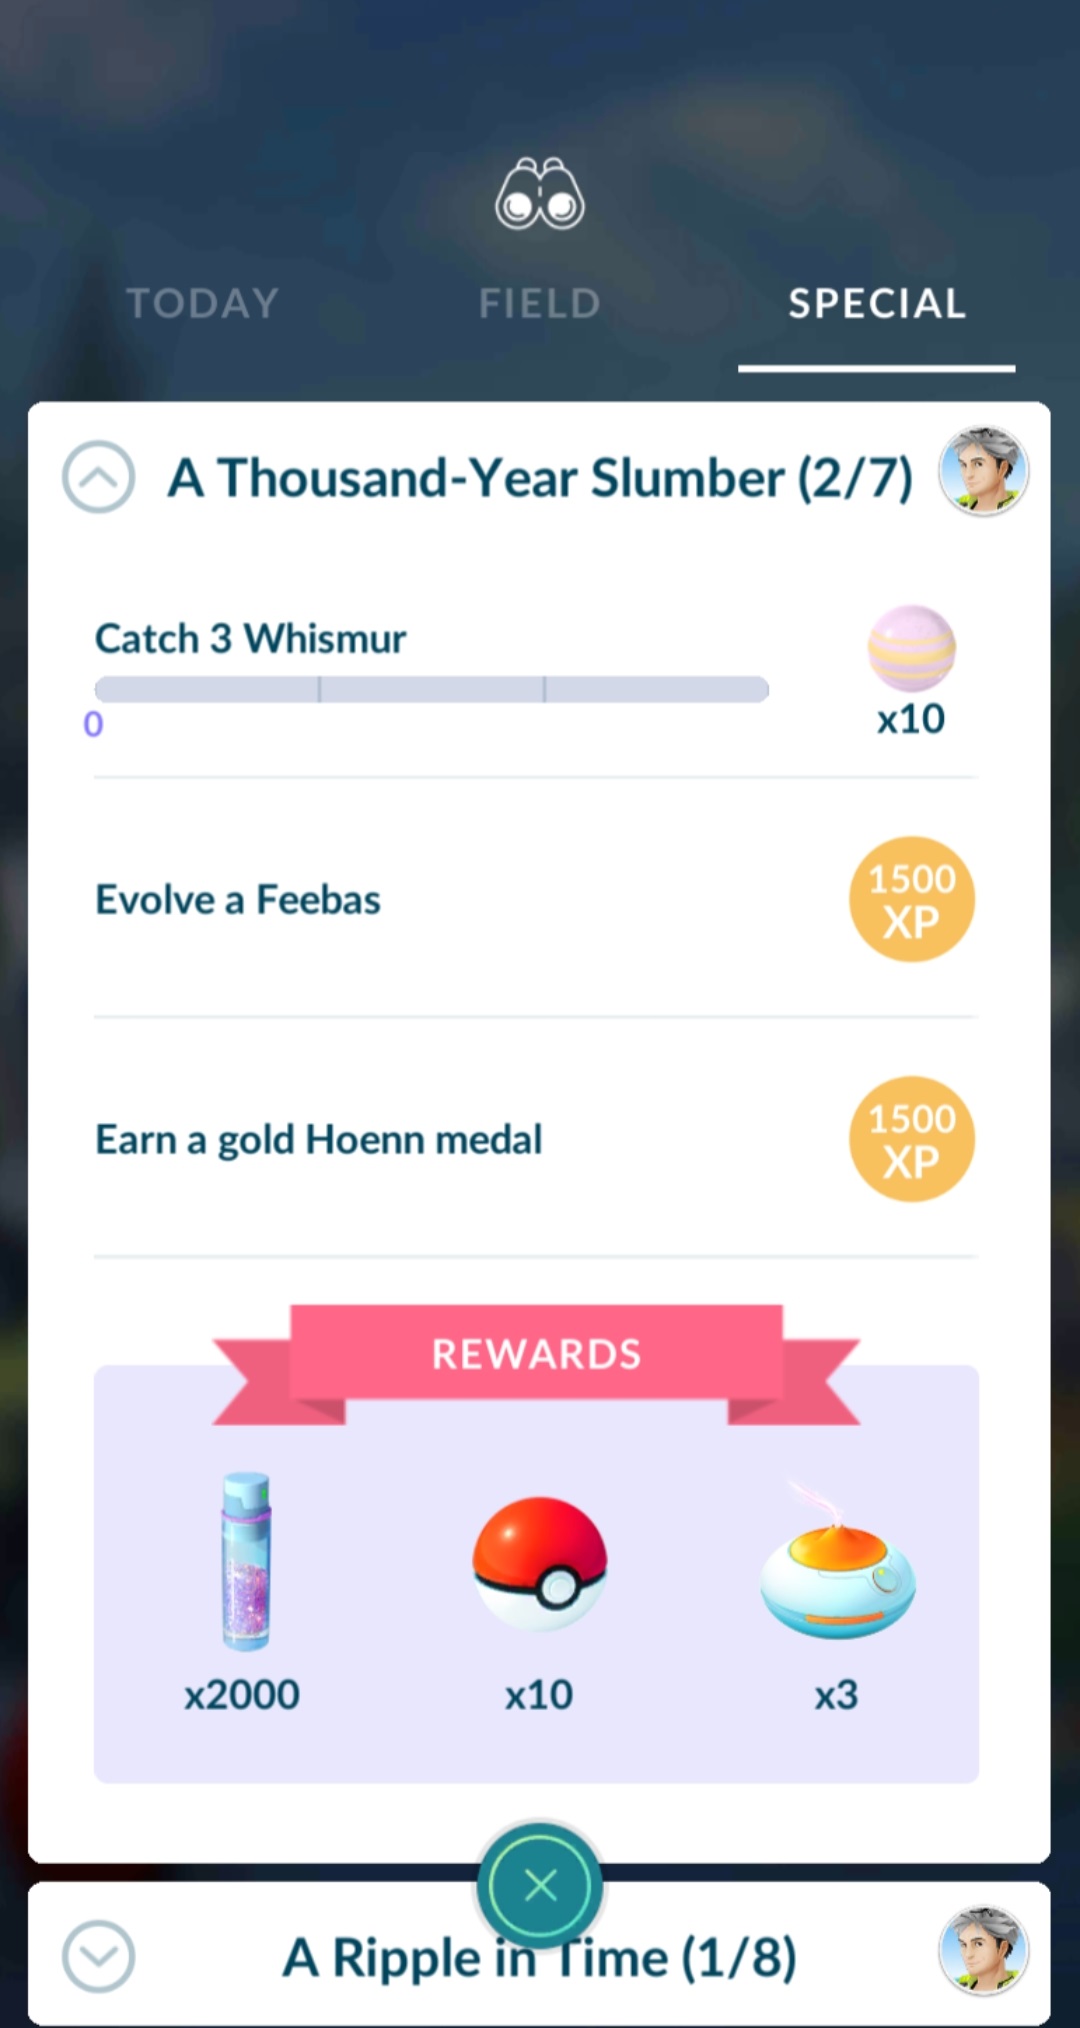 TODAY
FIELD
SPECIAL
A Thousand-Year Slumber (2/7)
Catch 3 Whismur
0
x10
Evolve a Feebas
1500
XP
Earn a gold Hoenn medal
1500
XP
REWARDS
x2000
x10
x3
A Ripple in Time (1/8)